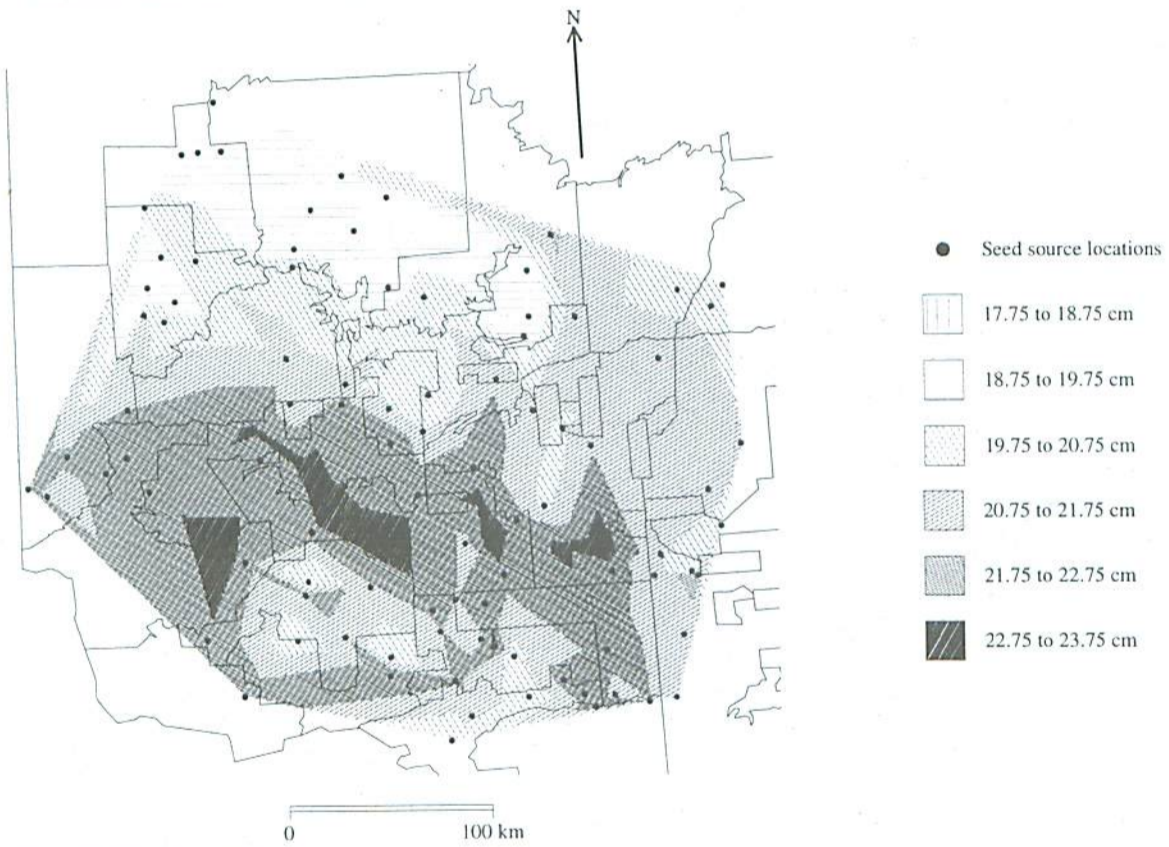 N
Seed source locations
17.75 to 18.75 cm
18.75 to 19.75 cm
19.75 to 20.75 cm
20.75 to 21.75 cm
21.75 to 22.75 cm
22.75 to 23.75 cm
0 100 km